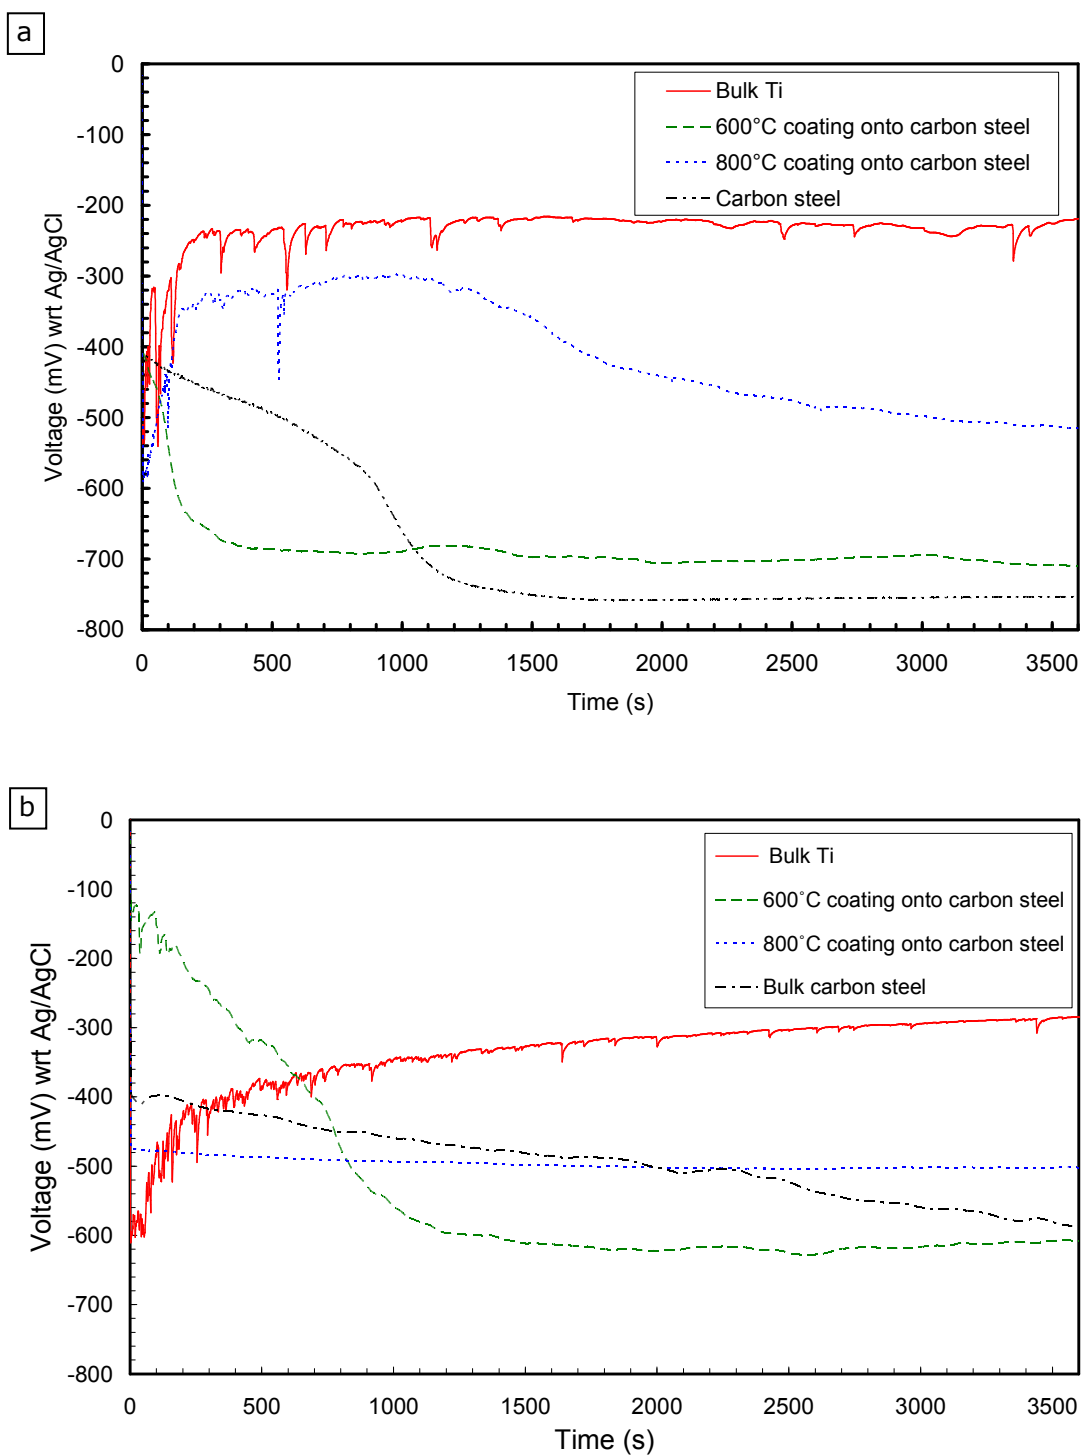 a
0
-100
-200
-300
-400
-500
-600
-700
-800
Voltage (mV) wrt Ag/AgCl
Bulk Ti
600°C coating onto carbon steel
800°C coating onto carbon steel
Carbon steel
0 500 1000 1500 2000 2500 3000 3500
Time (s)
b
0
-100
-200
-300
-400
-500
-600
-700
-800
Voltage (mV) wrt Ag/AgCl
Bulk Ti
600˚C coating onto carbon steel
800˚C coating onto carbon steel
Bulk carbon steel
0 500 1000 1500 2000 2500 3000 3500
Time (s)